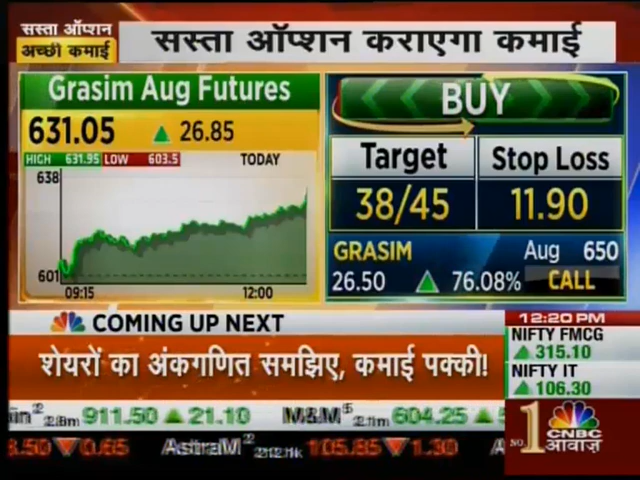 सस्ता ऑप्शन
अच्छी कमाई
सस्ता ऑप्शन कराएगा कमाई
Grasim Aug Futures
631.05 ▲ 26.85
HIGH 631.95 LOW 603.5 TODAY
638
601
09:15 12:00
BUY
Target Stop Loss
38/45 11.90
GRASIM Aug 650
26.50 ▲ 76.08% CALL
COMING UP NEXT
शेयरों का अंकगणित समझिए, कमाई पक्की!
12:20 PM
NIFTY FMCG
▲ 315.10
NIFTY IT
▲ 106.30
911.50 ▲ 21.10 M&M 604.25 ▲
▼ 0.65 AstraM 105.85 ▼ 1.30
NO. 1 CNBC
आवाज़